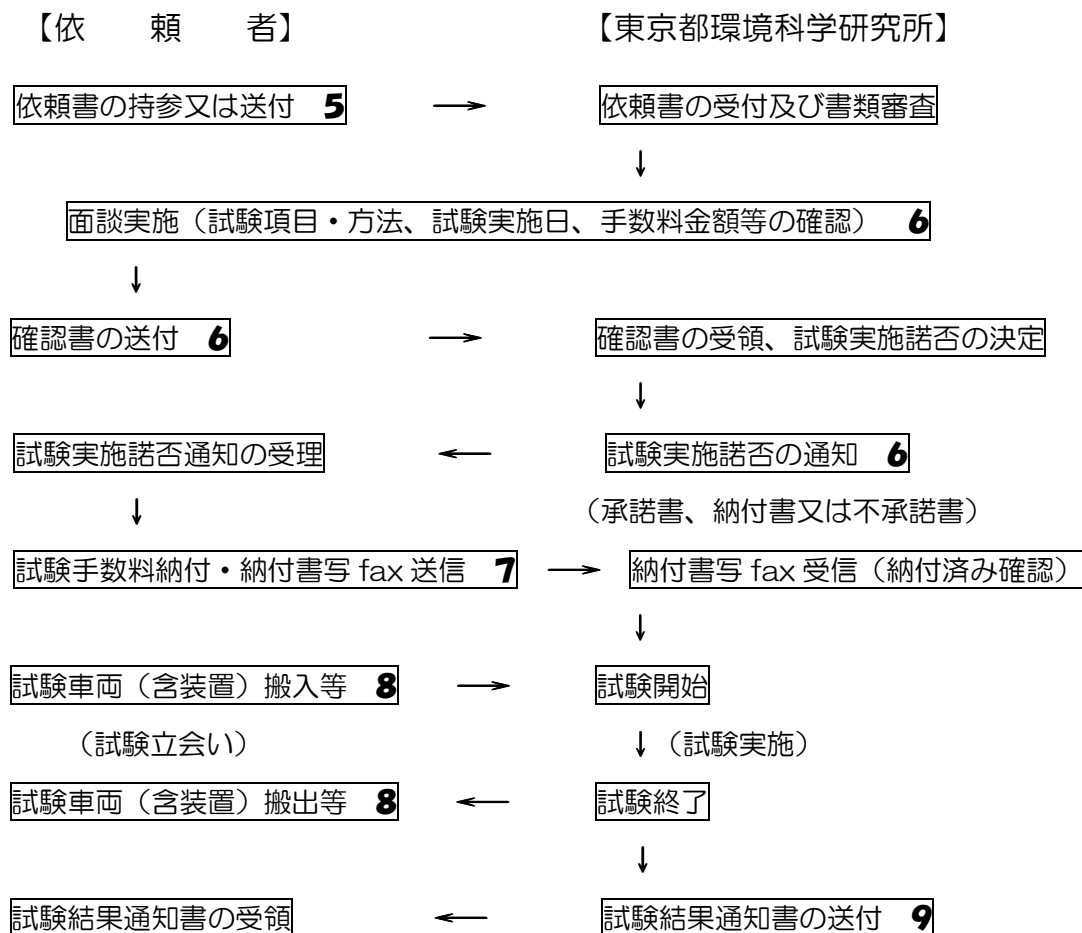 【依　頼　者】　【東京都環境科学研究所】
依頼書の持参又は送付　5　→　依頼書の受付及び書類審査
↓
面談実施（試験項目・方法、試験実施日、手数料金額等の確認）　6
↓
確認書の送付　6　→　確認書の受領、試験実施諾否の決定
↓
試験実施諾否通知の受理　←　試験実施諾否の通知　6
↓　（承諾書、納付書又は不承諾書）
試験手数料納付・納付書写 fax 送信　7　→　納付書写 fax 受信（納付済み確認）
↓
試験車両（含装置）搬入等　8　→　試験開始
（試験立会い）　↓（試験実施）
試験車両（含装置）搬出等　8　←　試験終了
↓
試験結果通知書の受領　←　試験結果通知書の送付　9